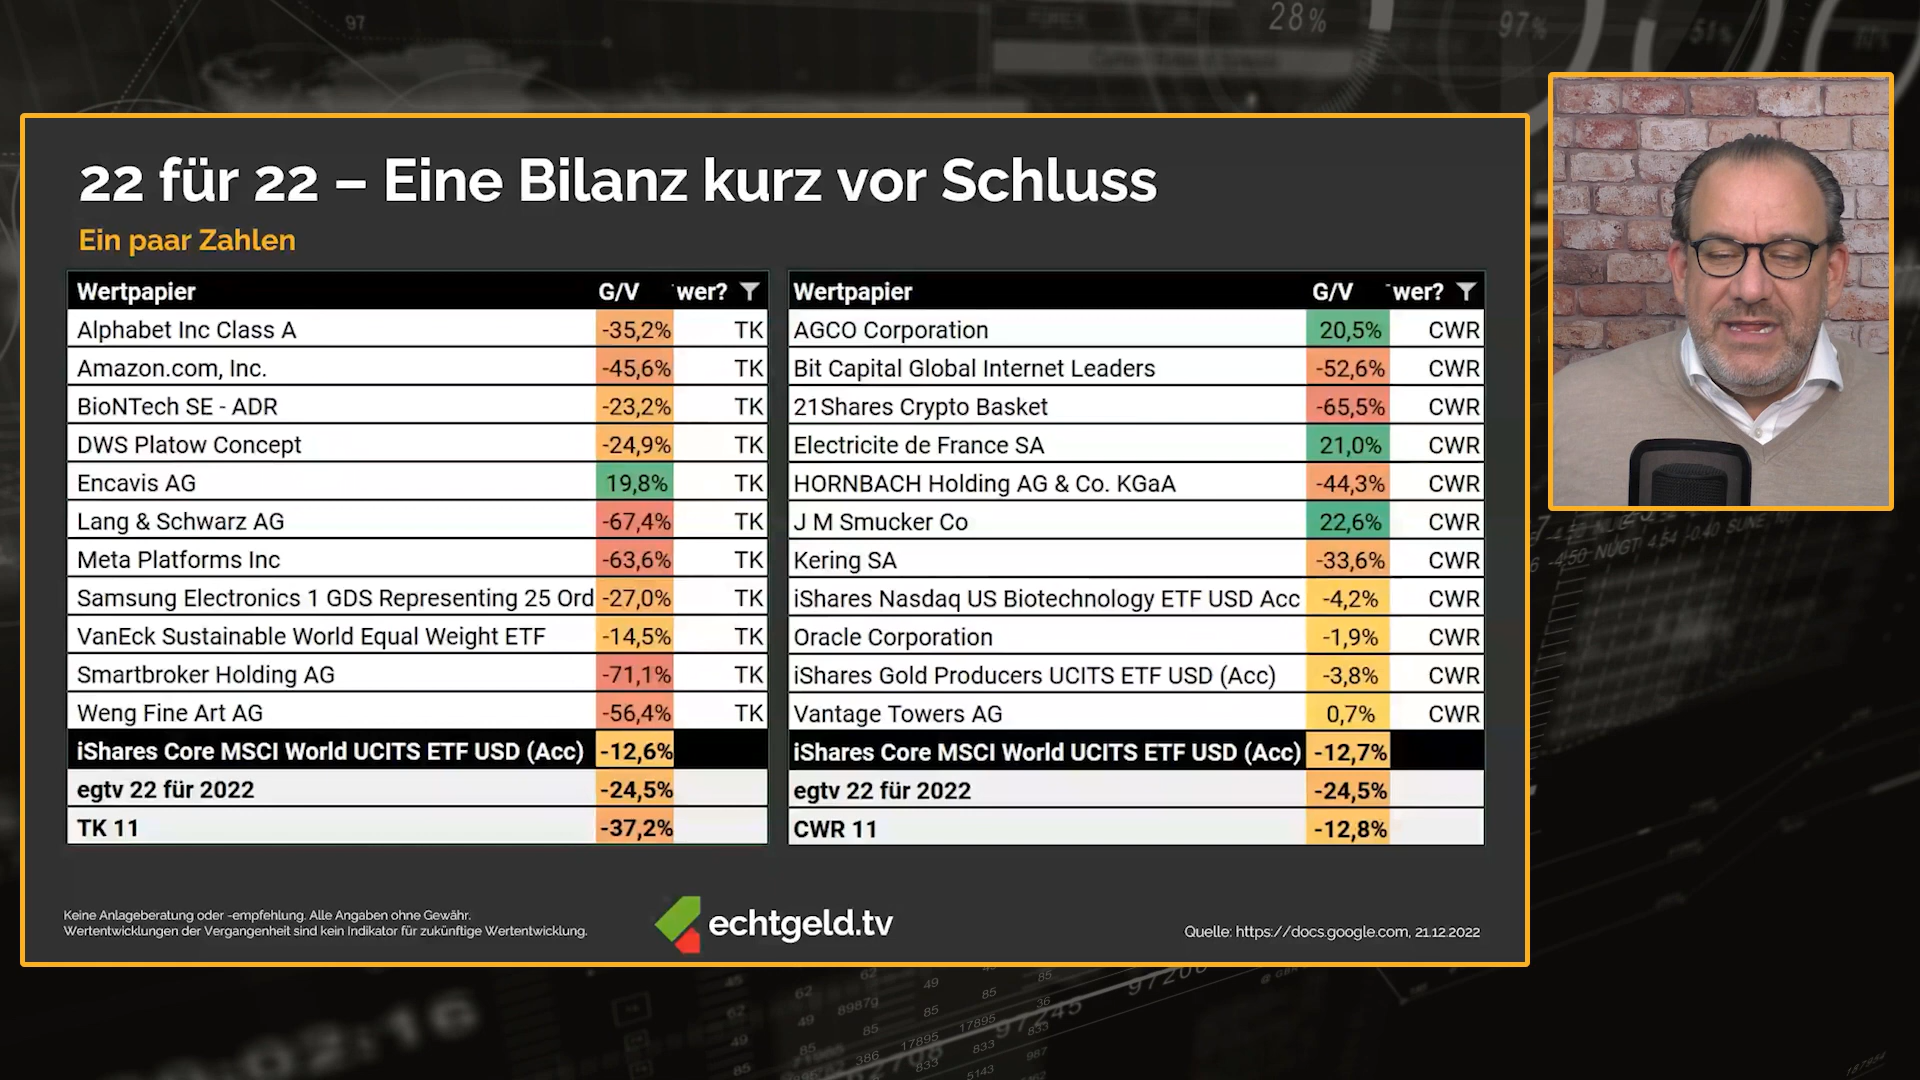 28%
97%
51%
97
22 für 22 – Eine Bilanz kurz vor Schluss
Ein paar Zahlen
Wertpapier G/V wer?
Alphabet Inc Class A -35,2% TK
Amazon.com, Inc. -45,6% TK
BioNTech SE - ADR -23,2% TK
DWS Platow Concept -24,9% TK
Encavis AG 19,8% TK
Lang & Schwarz AG -67,4% TK
Meta Platforms Inc -63,6% TK
Samsung Electronics 1 GDS Representing 25 Ord -27,0% TK
VanEck Sustainable World Equal Weight ETF -14,5% TK
Smartbroker Holding AG -71,1% TK
Weng Fine Art AG -56,4% TK
iShares Core MSCI World UCITS ETF USD (Acc) -12,6%
egtv 22 für 2022 -24,5%
TK 11 -37,2%
Wertpapier G/V wer?
AGCO Corporation 20,5% CWR
Bit Capital Global Internet Leaders -52,6% CWR
21Shares Crypto Basket -65,5% CWR
Electricite de France SA 21,0% CWR
HORNBACH Holding AG & Co. KGaA -44,3% CWR
J M Smucker Co 22,6% CWR
Kering SA -33,6% CWR
iShares Nasdaq US Biotechnology ETF USD Acc -4,2% CWR
Oracle Corporation -1,9% CWR
iShares Gold Producers UCITS ETF USD (Acc) -3,8% CWR
Vantage Towers AG 0,7% CWR
iShares Core MSCI World UCITS ETF USD (Acc) -12,7%
egtv 22 für 2022 -24,5%
CWR 11 -12,8%
Keine Anlageberatung oder -empfehlung. Alle Angaben ohne Gewähr.
Wertentwicklungen der Vergangenheit sind kein Indikator für zukünftige Wertentwicklung.
echtgeld.tv
Quelle: https://docs.google.com, 21.12.2022